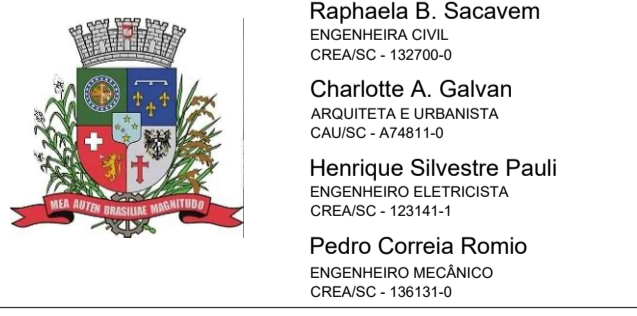 MEA AUTEM BRASILIAE MAGNITUDO
Raphaela B. Sacavem
ENGENHEIRA CIVIL
CREA/SC - 132700-0
Charlotte A. Galvan
ARQUITETA E URBANISTA
CAU/SC - A74811-0
Henrique Silvestre Pauli
ENGENHEIRO ELETRICISTA
CREA/SC - 123141-1
Pedro Correia Romio
ENGENHEIRO MECÂNICO
CREA/SC - 136131-0